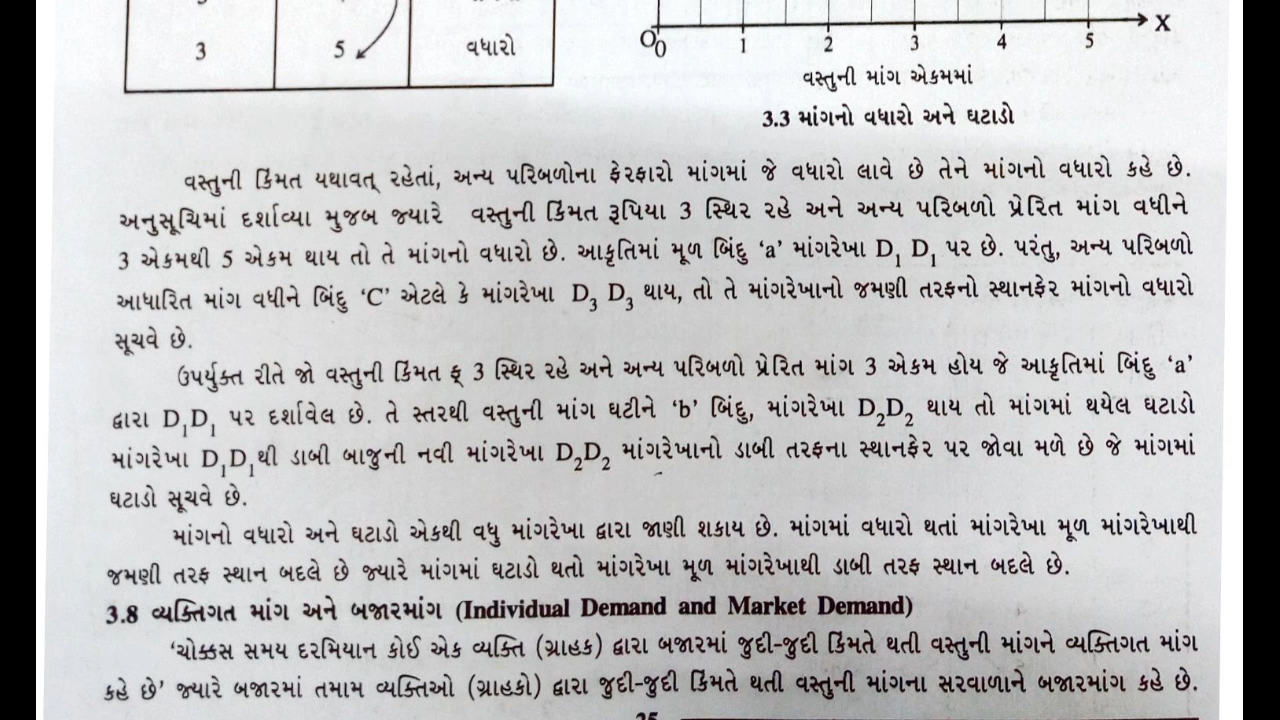 3 5 વધારો
O 0 1 2 3 4 5 X
વસ્તુની માંગ એકમમાં
3.3 માંગનો વધારો અને ઘટાડો
વસ્તુની કિંમત યથાવત્ રહેતાં, અન્ય પરિબળોના ફેરફારો માંગમાં જે વધારો લાવે છે તેને માંગનો વધારો કહે છે.
અનુસૂચિમાં દર્શાવ્યા મુજબ જ્યારે વસ્તુની કિંમત રૂપિયા 3 સ્થિર રહે અને અન્ય પરિબળો પ્રેરિત માંગ વધીને
3 એકમથી 5 એકમ થાય તો તે માંગનો વધારો છે. આકૃતિમાં મૂળ બિંદુ ‘a’ માંગરેખા D₁ D₁ પર છે. પરંતુ, અન્ય પરિબળો
આધારિત માંગ વધીને બિંદુ ‘C’ એટલે કે માંગરેખા D₃ D₃ થાય, તો તે માંગરેખાનો જમણી તરફનો સ્થાનફેર માંગનો વધારો
સૂચવે છે.
ઉપર્યુક્ત રીતે જો વસ્તુની કિંમત ફ્ 3 સ્થિર રહે અને અન્ય પરિબળો પ્રેરિત માંગ 3 એકમ હોય જે આકૃતિમાં બિંદુ ‘a’
દ્વારા D₁D₁ પર દર્શાવેલ છે. તે સ્તરથી વસ્તુની માંગ ઘટીને ‘b’ બિંદુ, માંગરેખા D₂D₂ થાય તો માંગમાં થયેલ ઘટાડો
માંગરેખા D₁D₁થી ડાબી બાજુની નવી માંગરેખા D₂D₂ માંગરેખાનો ડાબી તરફના સ્થાનફેર પર જોવા મળે છે જે માંગમાં
ઘટાડો સૂચવે છે.
માંગનો વધારો અને ઘટાડો એકથી વધુ માંગરેખા દ્વારા જાણી શકાય છે. માંગમાં વધારો થતાં માંગરેખા મૂળ માંગરેખાથી
જમણી તરફ સ્થાન બદલે છે જ્યારે માંગમાં ઘટાડો થતો માંગરેખા મૂળ માંગરેખાથી ડાબી તરફ સ્થાન બદલે છે.
3.8 વ્યક્તિગત માંગ અને બજારમાંગ (Individual Demand and Market Demand)
‘ચોક્કસ સમય દરમિયાન કોઈ એક વ્યક્તિ (ગ્રાહક) દ્વારા બજારમાં જુદી-જુદી કિંમતે થતી વસ્તુની માંગને વ્યક્તિગત માંગ
કહે છે’ જ્યારે બજારમાં તમામ વ્યક્તિઓ (ગ્રાહકો) દ્વારા જુદી-જુદી કિંમતે થતી વસ્તુની માંગના સરવાળાને બજારમાંગ કહે છે.